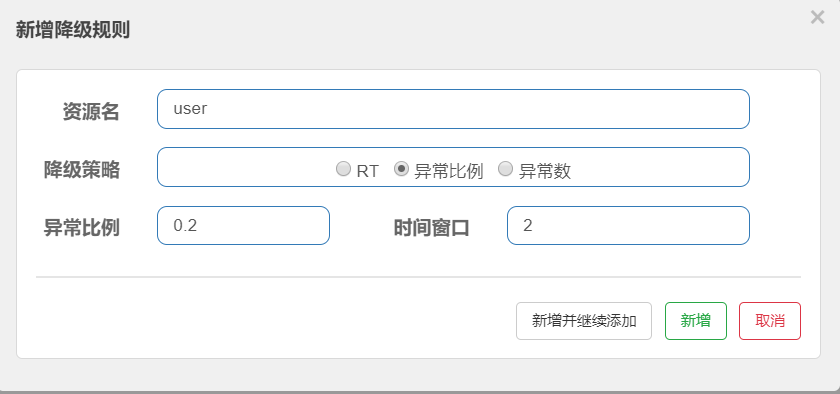 新增降级规则
×
资源名 user
降级策略 RT 异常比例 异常数
异常比例 0.2 时间窗口 2
新增并继续添加 新增 取消